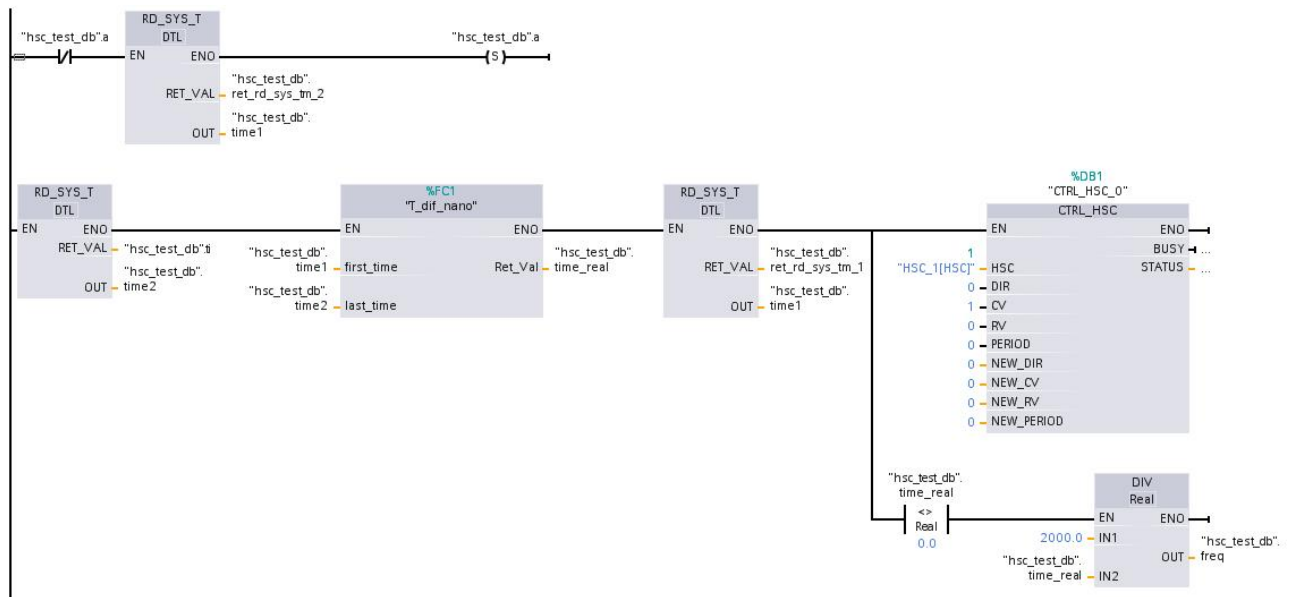 "hsc_test_db".a
RD_SYS_T
DTL
"hsc_test_db".a
EN ENO
(S)
RET_VAL
"hsc_test_db".
ret_rd_sys_tm_2
OUT
"hsc_test_db".
time1
RD_SYS_T
DTL
EN ENO
RET_VAL
"hsc_test_db".ti
OUT
"hsc_test_db".
time2
%FC1
"T_dif_nano"
EN ENO
"hsc_test_db".
time1
first_time
Ret_Val
"hsc_test_db".
time_real
"hsc_test_db".
time2
last_time
RD_SYS_T
DTL
EN ENO
RET_VAL
"hsc_test_db".
ret_rd_sys_tm_1
OUT
"hsc_test_db".
time1
%DB1
"CTRL_HSC_0"
CTRL_HSC
EN ENO
BUSY ...
1
"HSC_1[HSC]" HSC STATUS ...
0 DIR
1 CV
0 RV
0 PERIOD
0 NEW_DIR
0 NEW_CV
0 NEW_RV
0 NEW_PERIOD
"hsc_test_db".
time_real
<>
Real
0.0
DIV
Real
EN ENO
2000.0 IN1
"hsc_test_db".
time_real IN2
OUT
"hsc_test_db".
freq